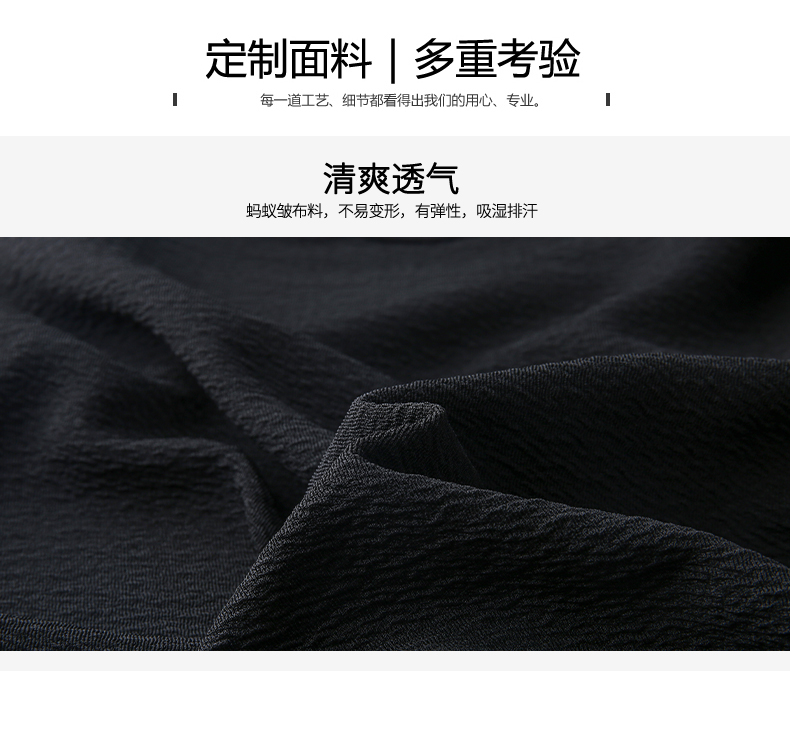 定制面料 | 多重考验
每一道工艺、细节都看得出我们的用心、专业。
清爽透气
蚂蚁皱布料，不易变形，有弹性，吸湿排汗